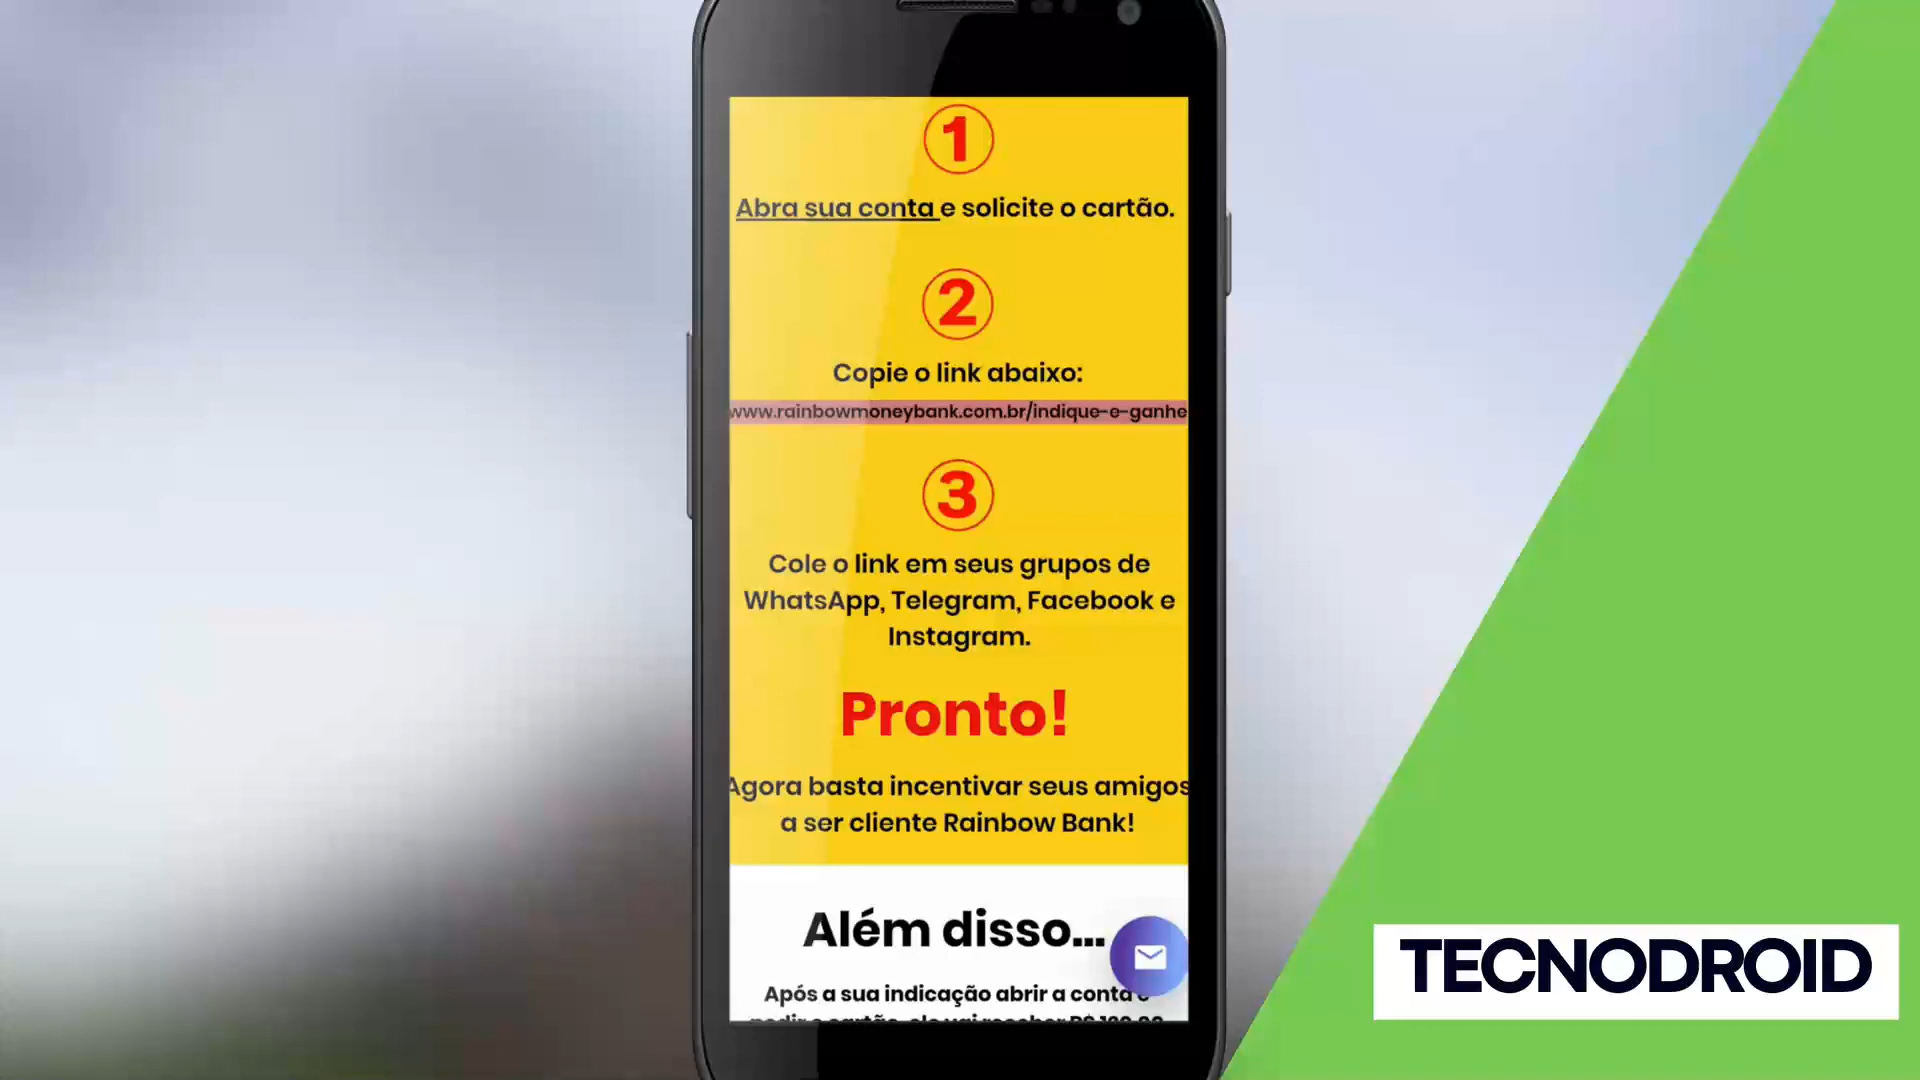 1
Abra sua conta e solicite o cartão.
2
Copie o link abaixo:
www.rainbowmoneybank.com.br/indique-e-ganhe
3
Cole o link em seus grupos de
WhatsApp, Telegram, Facebook e
Instagram.
Pronto!
Agora basta incentivar seus amigos
a ser cliente Rainbow Bank!
Além disso...
Após a sua indicação abrir a conta e
TECNODROID